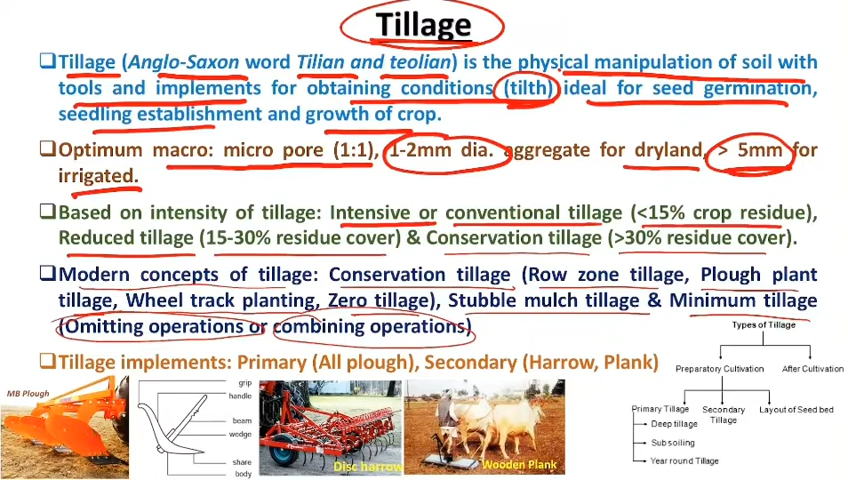 Tillage
❑Tillage (Anglo-Saxon word Tilian and teolian) is the physical manipulation of soil with
tools and implements for obtaining conditions (tilth) ideal for seed germination,
seedling establishment and growth of crop.
❑Optimum macro: micro pore (1:1), 1-2mm dia. aggregate for dryland, > 5mm for
irrigated.
❑Based on intensity of tillage: Intensive or conventional tillage (<15% crop residue),
Reduced tillage (15-30% residue cover) & Conservation tillage (>30% residue cover).
❑Modern concepts of tillage: Conservation tillage (Row zone tillage, Plough plant
tillage, Wheel track planting, Zero tillage), Stubble mulch tillage & Minimum tillage
(Omitting operations or combining operations)
❑Tillage implements: Primary (All plough), Secondary (Harrow, Plank)
MB Plough
grip
handle
beam
wedge
share
body
Disc harrow
Wooden Plank
Types of Tillage
Preparatory Cultivation
After Cultivation
Primary Tillage
Secondary
Tillage
Layout of Seed bed
Deep tillage
Sub soiling
Year round Tillage